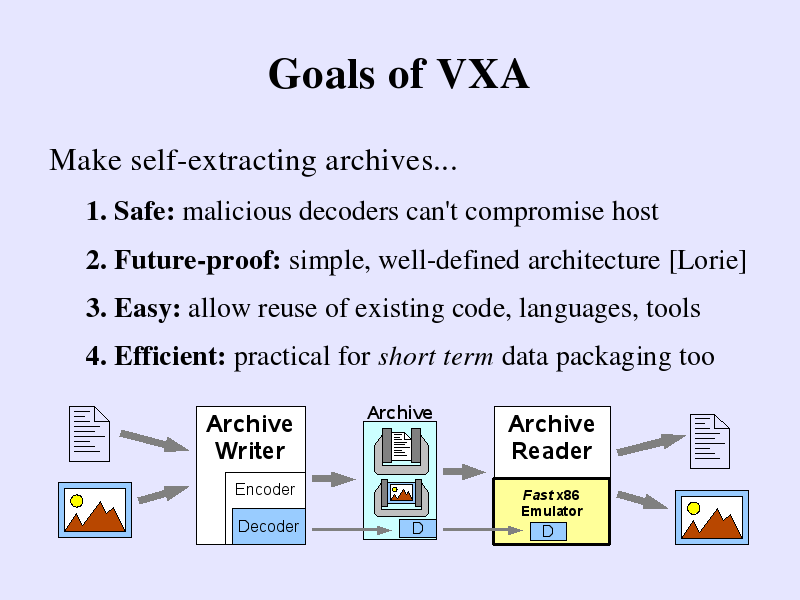 Goals of VXA
Make self-extracting archives...
1. Safe: malicious decoders can't compromise host
2. Future-proof: simple, well-defined architecture [Lorie]
3. Easy: allow reuse of existing code, languages, tools
4. Efficient: practical for short term data packaging too
Archive
Writer
Encoder
Decoder
Archive
D
Archive
Reader
Fast x86
Emulator
D